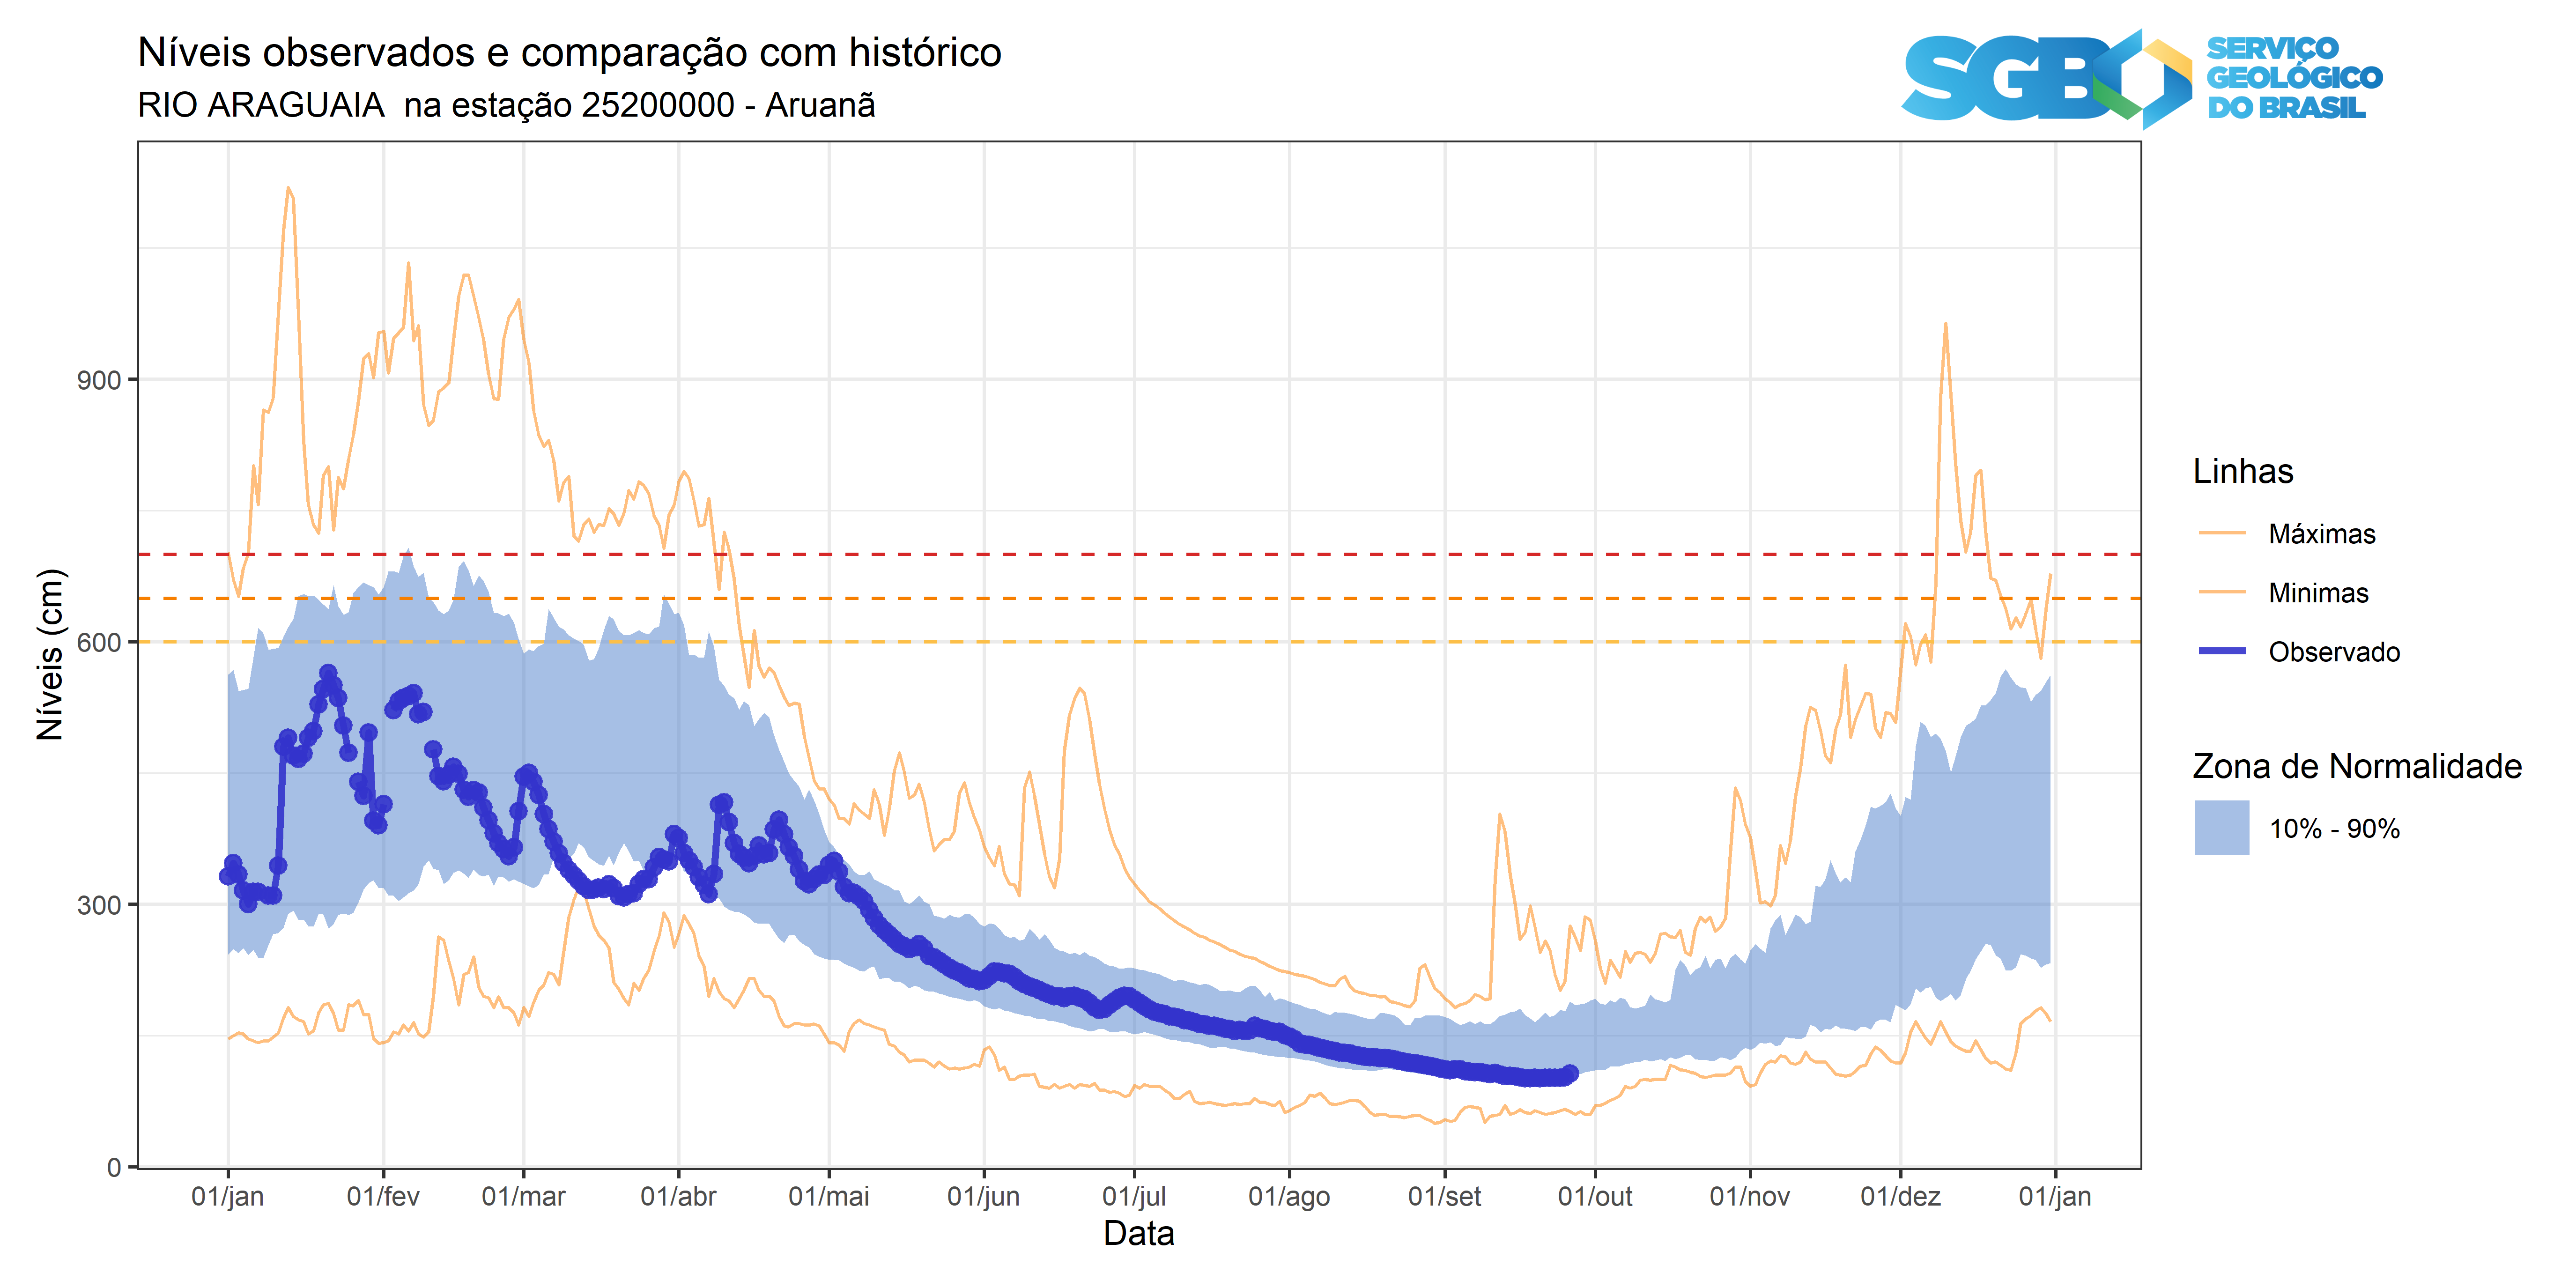 Níveis observados e comparação com histórico
RIO ARAGUAIA  na estação 25200000 - Aruanã
SGB
SERVIÇO
GEOLÓGICO
DO BRASIL
Níveis (cm)
900
600
300
0
01/jan
01/fev
01/mar
01/abr
01/mai
01/jun
01/jul
01/ago
01/set
01/out
01/nov
01/dez
01/jan
Data
Linhas
Máximas
Minimas
Observado
Zona de Normalidade
10% - 90%